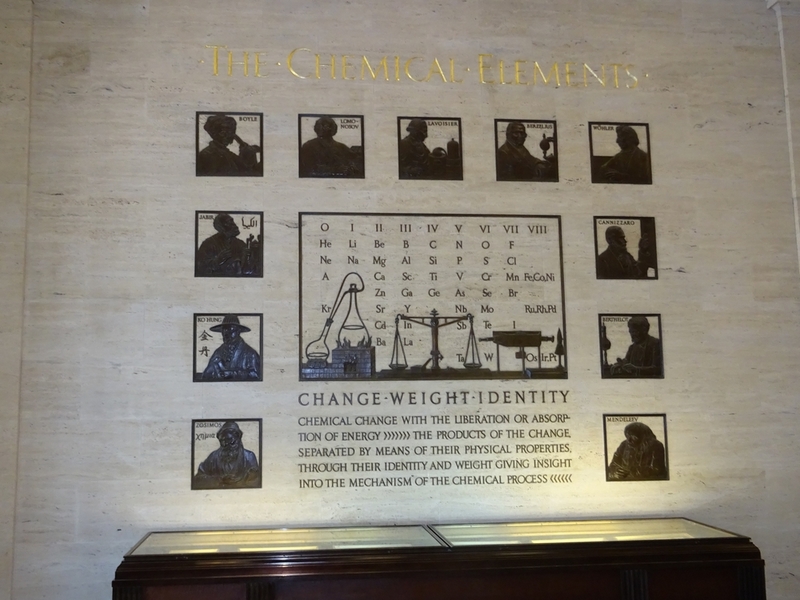 ·THE·CHEMICAL·ELEMENTS·
BOYLE
LOMO-
NOSOV
LAVOISIER
BERZELIUS
WÖHLER
JABIR
CANNIZZARO
KO HUNG
金
丹
BERTHELOT
ZOSIMOS
χημεια
MENDELEEV
O I II III IV V VI VII VIII
He Li Be B C N O F
Ne Na Mg Al Si P S Cl
A Ca Sc Ti V Cr Mn Fe,Co,Ni
Zn Ga Ge As Se Br
Kr Sr Y Nb Mo Ru,Rh,Pd
Cd In Sb Te I
Ba La
Ta W Os,Ir,Pt
CHANGE·WEIGHT·IDENTITY
CHEMICAL CHANGE WITH THE LIBERATION OR ABSORP-
TION OF ENERGY》》》 THE PRODUCTS OF THE CHANGE,
SEPARATED BY MEANS OF THEIR PHYSICAL PROPERTIES,
THROUGH THEIR IDENTITY AND WEIGHT GIVING INSIGHT
INTO THE MECHANISM OF THE CHEMICAL PROCESS 《《《